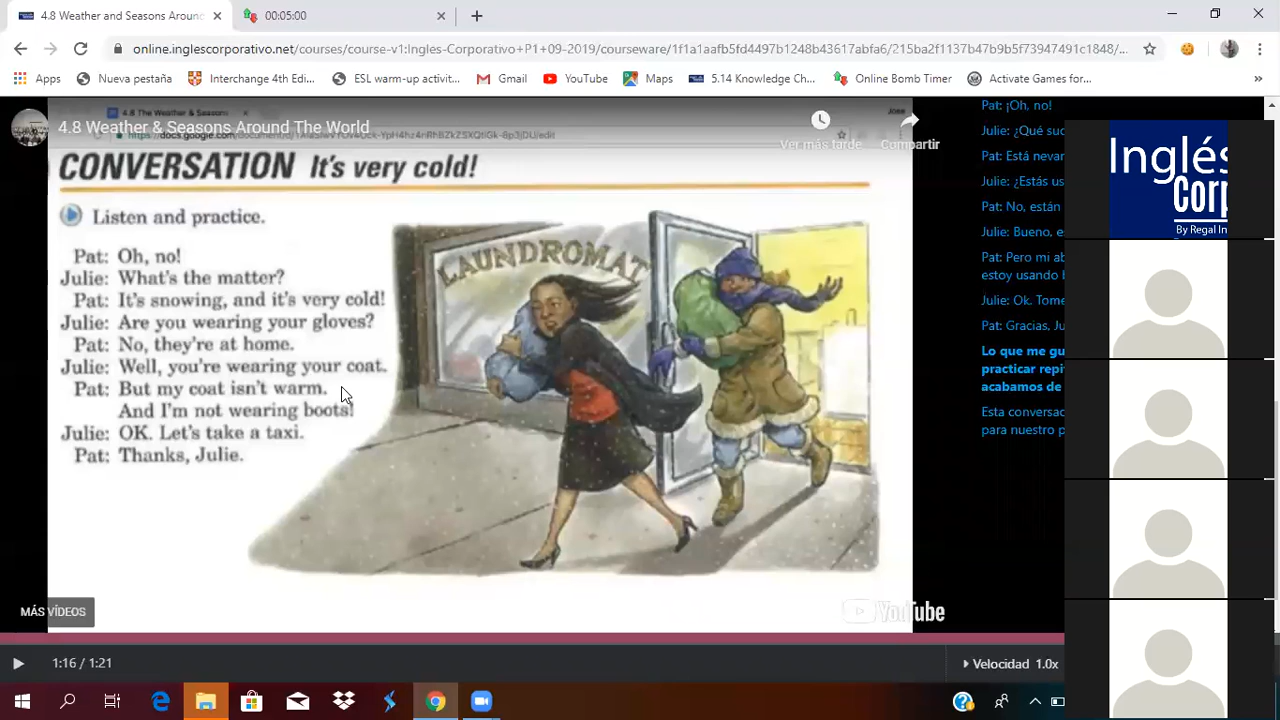 4.8 Weather and Seasons Aroun
00:05:00
online.inglescorporativo.net/courses/course-v1:Ingles-Corporativo+P1+09-2019/courseware/1f1a1aafb5fd4497b1248b43617abfa6/215ba2f1137b47b9b5f73947491c1848/...
Apps
Nueva pestaña
Interchange 4th Edi...
ESL warm-up activit...
Gmail
YouTube
Maps
5.14 Knowledge Ch...
Online Bomb Timer
Activate Games for...
»
4.8 The Weather & Seasons
4.8 Weather & Seasons Around The World
Ver más tarde
Compartir
CONVERSATION It's very cold!
Listen and practice.
Pat: Oh, no!
Julie: What's the matter?
Pat: It's snowing, and it's very cold!
Julie: Are you wearing your gloves?
Pat: No, they're at home.
Julie: Well, you're wearing your coat.
Pat: But my coat isn't warm.
And I'm not wearing boots!
Julie: OK. Let's take a taxi.
Pat: Thanks, Julie.
LAUNDROMAT
MÁS VÍDEOS
YouTube
1:16 / 1:21
Velocidad 1.0x
Pat: ¡Oh, no!
Julie: ¿Qué suc
Pat: Está nevar
Julie: ¿Estás us
Pat: No, están
Julie: Bueno, e
Pat: Pero mi ab
estoy usando b
Julie: Ok. Tome
Pat: Gracias, Ju
Lo que me gu
practicar repi
acabamos de
Esta conversac
para nuestro p
Inglés
Corp
By Regal In